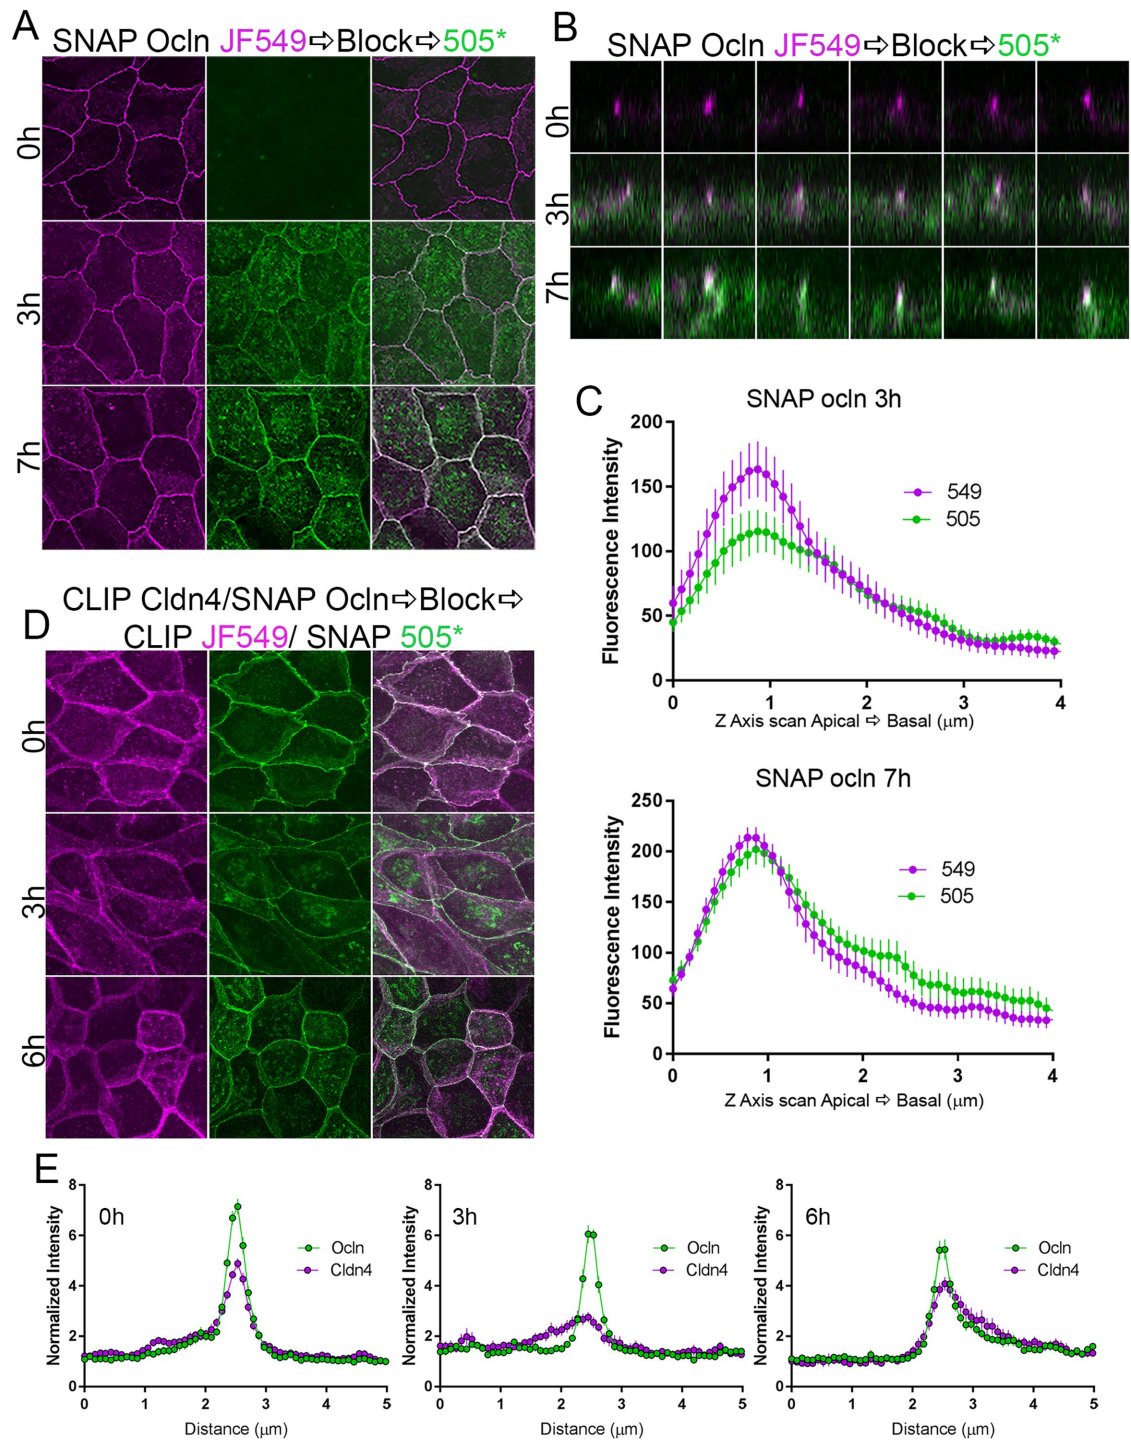 A
SNAP Ocln JF549⇨Block⇨505*
0h
3h
7h
B
SNAP Ocln JF549⇨Block⇨505*
0h
3h
7h
C
SNAP ocln 3h
Fluorescence Intensity
200
150
100
50
0
549
505
0 1 2 3 4
Z Axis scan Apical ⇨ Basal (μm)
SNAP ocln 7h
Fluorescence Intensity
250
200
150
100
50
0
549
505
0 1 2 3 4
Z Axis scan Apical ⇨ Basal (μm)
D
CLIP Cldn4/SNAP Ocln⇨Block⇨
CLIP JF549/ SNAP 505*
0h
3h
6h
E
Normalized Intensity
8
6
4
2
0
0h
Ocln
Cldn4
0 1 2 3 4 5
Distance (μm)
Normalized Intensity
8
6
4
2
0
3h
Ocln
Cldn4
0 1 2 3 4 5
Distance (μm)
Normalized Intensity
8
6
4
2
0
6h
Ocln
Cldn4
0 1 2 3 4 5
Distance (μm)